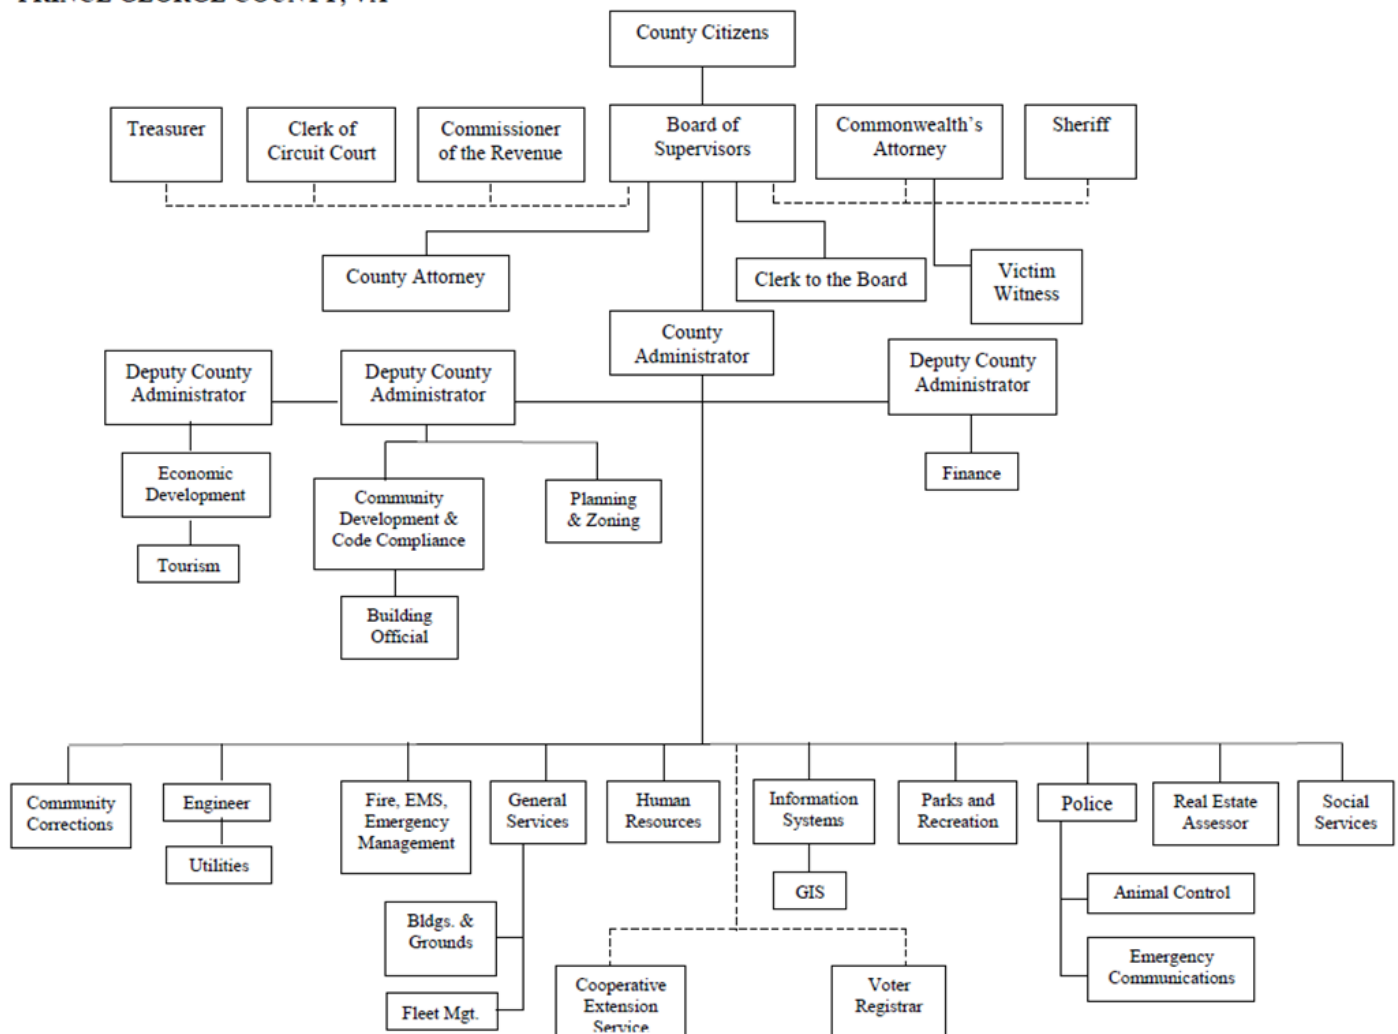 PRINCE GEORGE COUNTY, VA
County Citizens
Treasurer
Clerk of
Circuit Court
Commissioner
of the Revenue
Board of
Supervisors
Commonwealth's
Attorney
Sheriff
County Attorney
Clerk to the Board
Victim
Witness
County
Administrator
Deputy County
Administrator
Deputy County
Administrator
Deputy County
Administrator
Economic
Development
Tourism
Community
Development &
Code Compliance
Building
Official
Planning
& Zoning
Finance
Community
Corrections
Engineer
Utilities
Fire, EMS,
Emergency
Management
General
Services
Bldgs. &
Grounds
Fleet Mgt.
Human
Resources
Cooperative
Extension
Service
Voter
Registrar
Information
Systems
GIS
Parks and
Recreation
Police
Animal Control
Emergency
Communications
Real Estate
Assessor
Social
Services